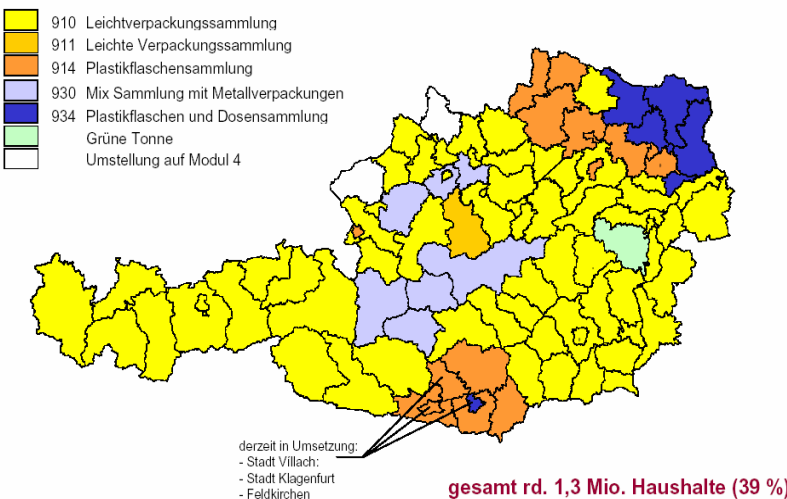 910 Leichtverpackungssammlung
911 Leichte Verpackungssammlung
914 Plastikflaschensammlung
930 Mix Sammlung mit Metallverpackungen
934 Plastikflaschen und Dosensammlung
Grüne Tonne
Umstellung auf Modul 4
derzeit in Umsetzung:
- Stadt Villach:
- Stadt Klagenfurt
- Feldkirchen
gesamt rd. 1,3 Mio. Haushalte (39 %)